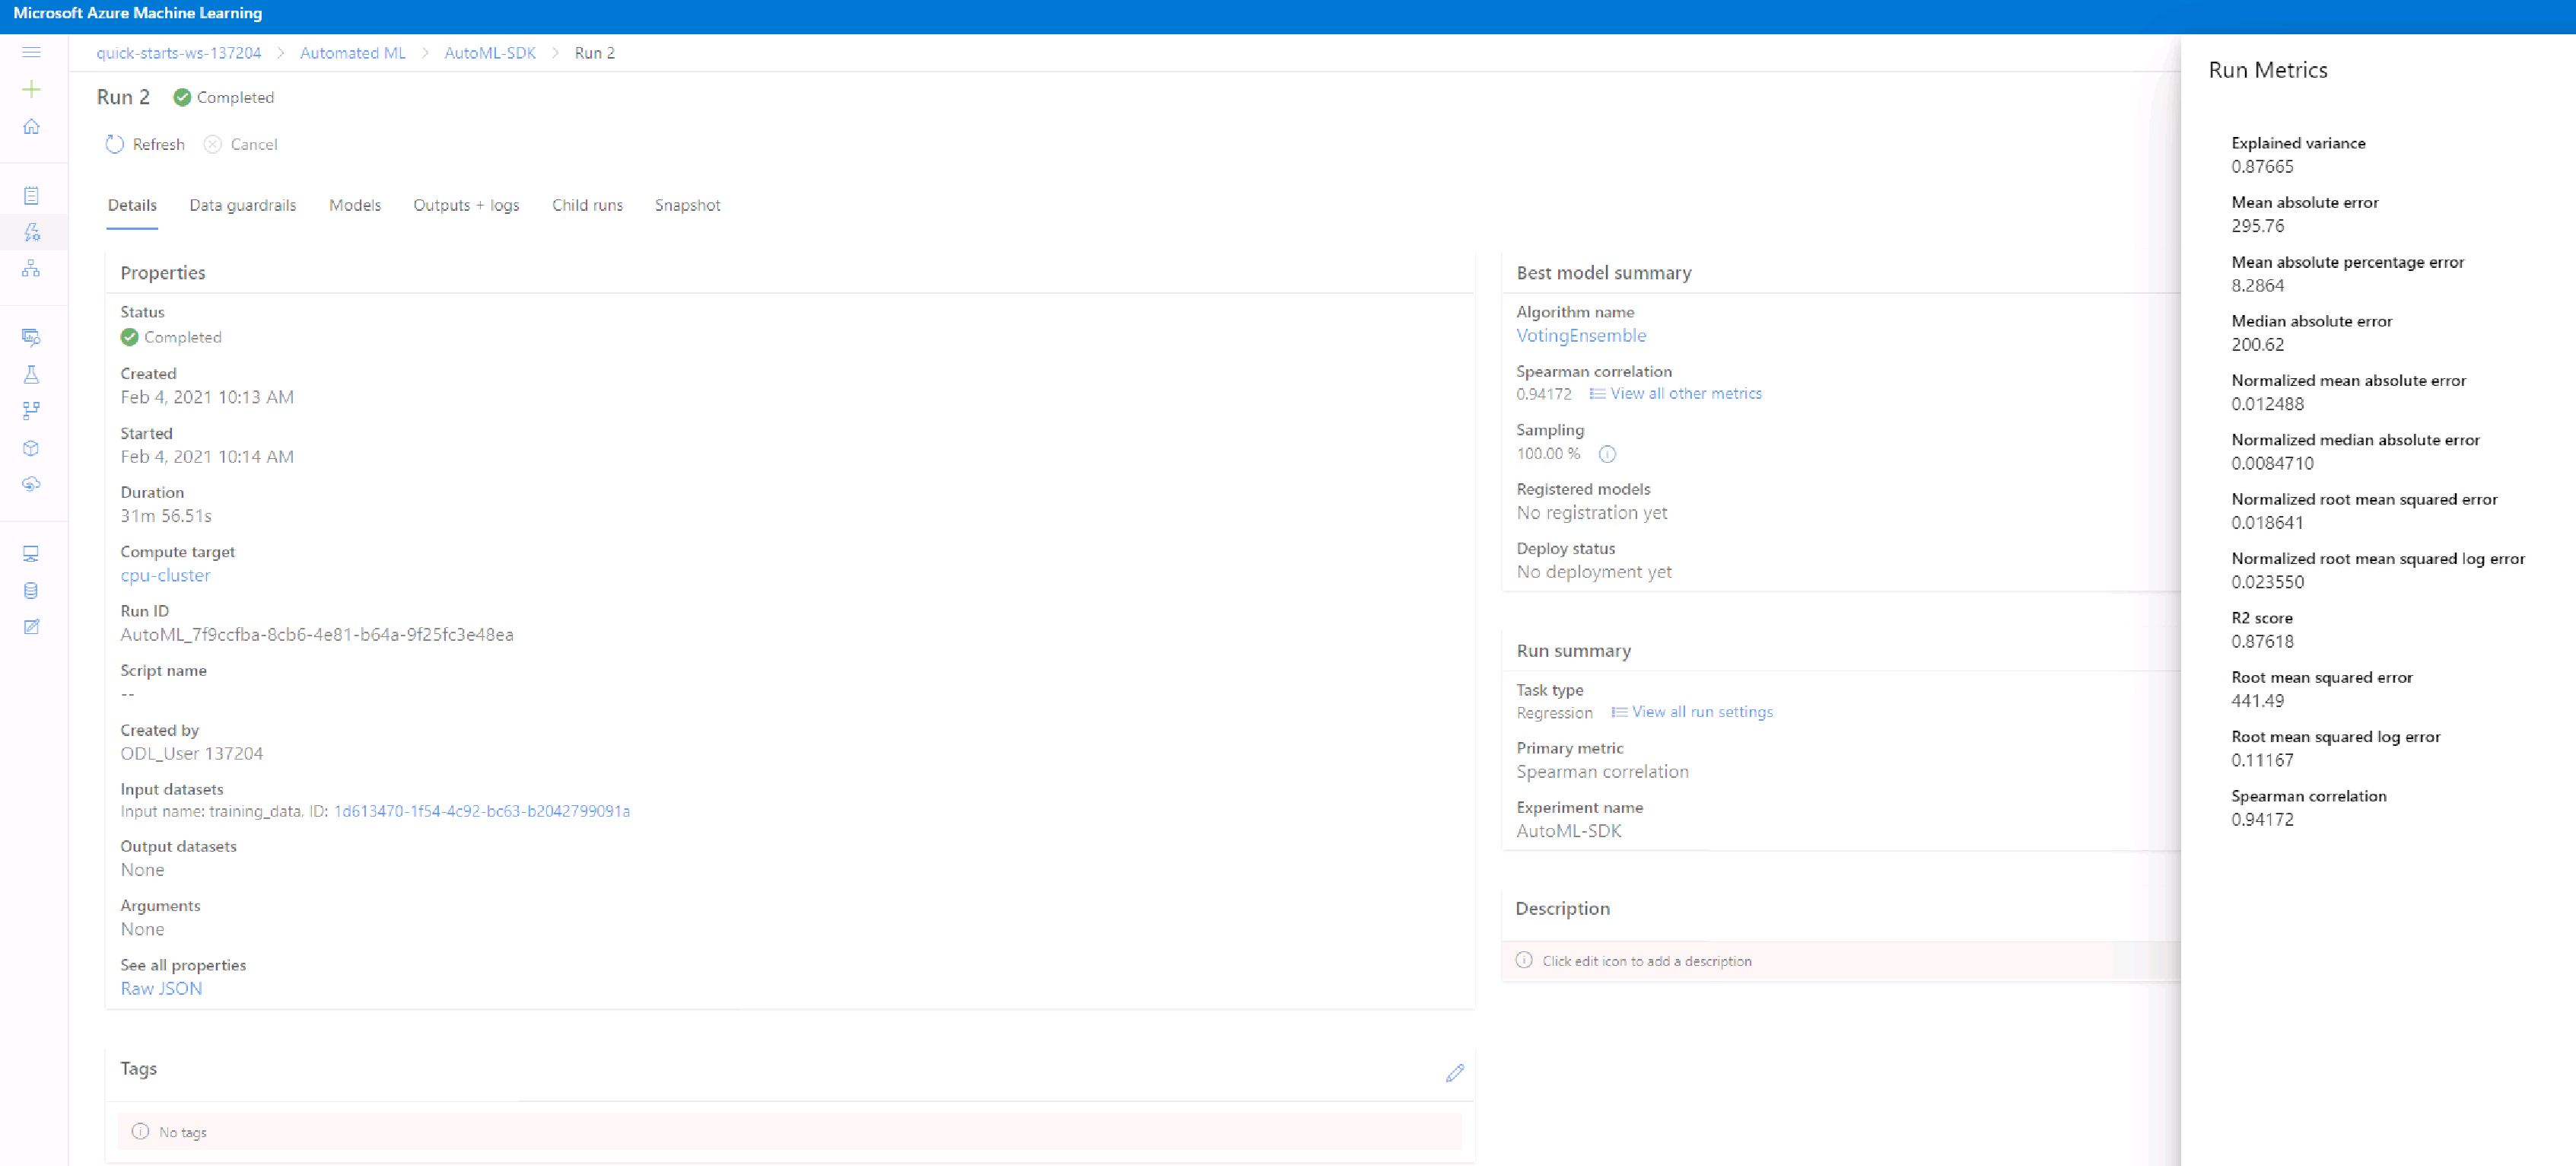 Microsoft Azure Machine Learning
quick-starts-ws-137204 > Automated ML > AutoML-SDK > Run 2
Run 2 Completed
Refresh Cancel
Details Data guardrails Models Outputs + logs Child runs Snapshot
Properties
Status
Completed
Created
Feb 4, 2021 10:13 AM
Started
Feb 4, 2021 10:14 AM
Duration
31m 56.51s
Compute target
cpu-cluster
Run ID
AutoML_7f9ccfba-8cb6-4e81-b64a-9f25fc3e48ea
Script name
--
Created by
ODL_User 137204
Input datasets
Input name: training_data, ID: 1d613470-1f54-4c92-bc63-b2042799091a
Output datasets
None
Arguments
None
See all properties
Raw JSON
Tags
No tags
Best model summary
Algorithm name
VotingEnsemble
Spearman correlation
0.94172 View all other metrics
Sampling
100.00 %
Registered models
No registration yet
Deploy status
No deployment yet
Run summary
Task type
Regression View all run settings
Primary metric
Spearman correlation
Experiment name
AutoML-SDK
Description
Click edit icon to add a description
Run Metrics
Explained variance
0.87665
Mean absolute error
295.76
Mean absolute percentage error
8.2864
Median absolute error
200.62
Normalized mean absolute error
0.012488
Normalized median absolute error
0.0084710
Normalized root mean squared error
0.018641
Normalized root mean squared log error
0.023550
R2 score
0.87618
Root mean squared error
441.49
Root mean squared log error
0.11167
Spearman correlation
0.94172